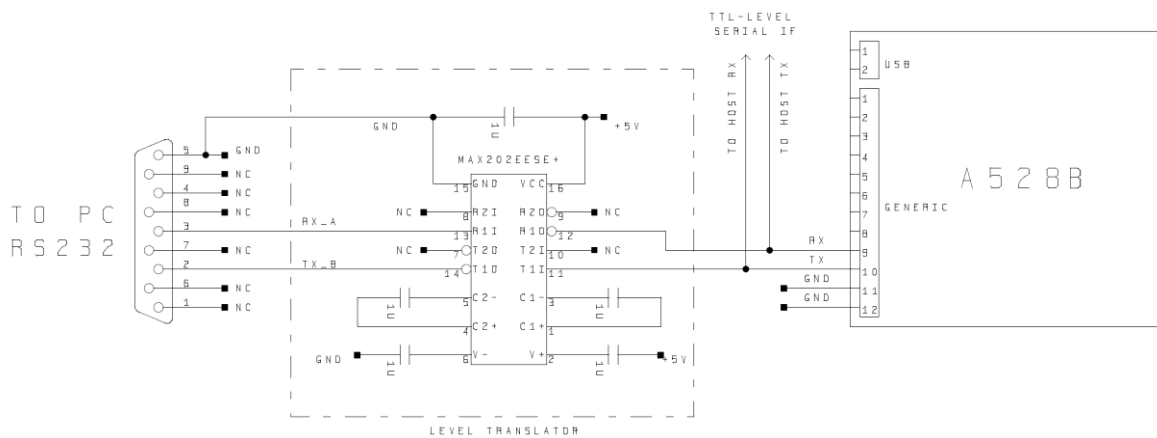 TTL-LEVEL
SERIAL IF
TO HOST RX
TO HOST TX
1
2
USB
1
2
3
4
5
6
7
8
9
10
11
12
GENERIC
A528B
RX
TX
GND
GND
TO PC
RS232
5
9
4
8
3
7
2
6
1
GND
NC
NC
NC
NC
NC
NC
RX_A
TX_B
GND
1U
+5V
MAX202EESE+
15 GND VCC 16
NC 8 R2I R2O 9 NC
13 R1I R1O 12
NC 7 T2O T2I 10 NC
14 T1O T1I 11
1U 5 C2- C1- 3 1U
4 C2+ C1+ 1
GND 1U 6 V- V+ 2 1U +5V
LEVEL TRANSLATOR